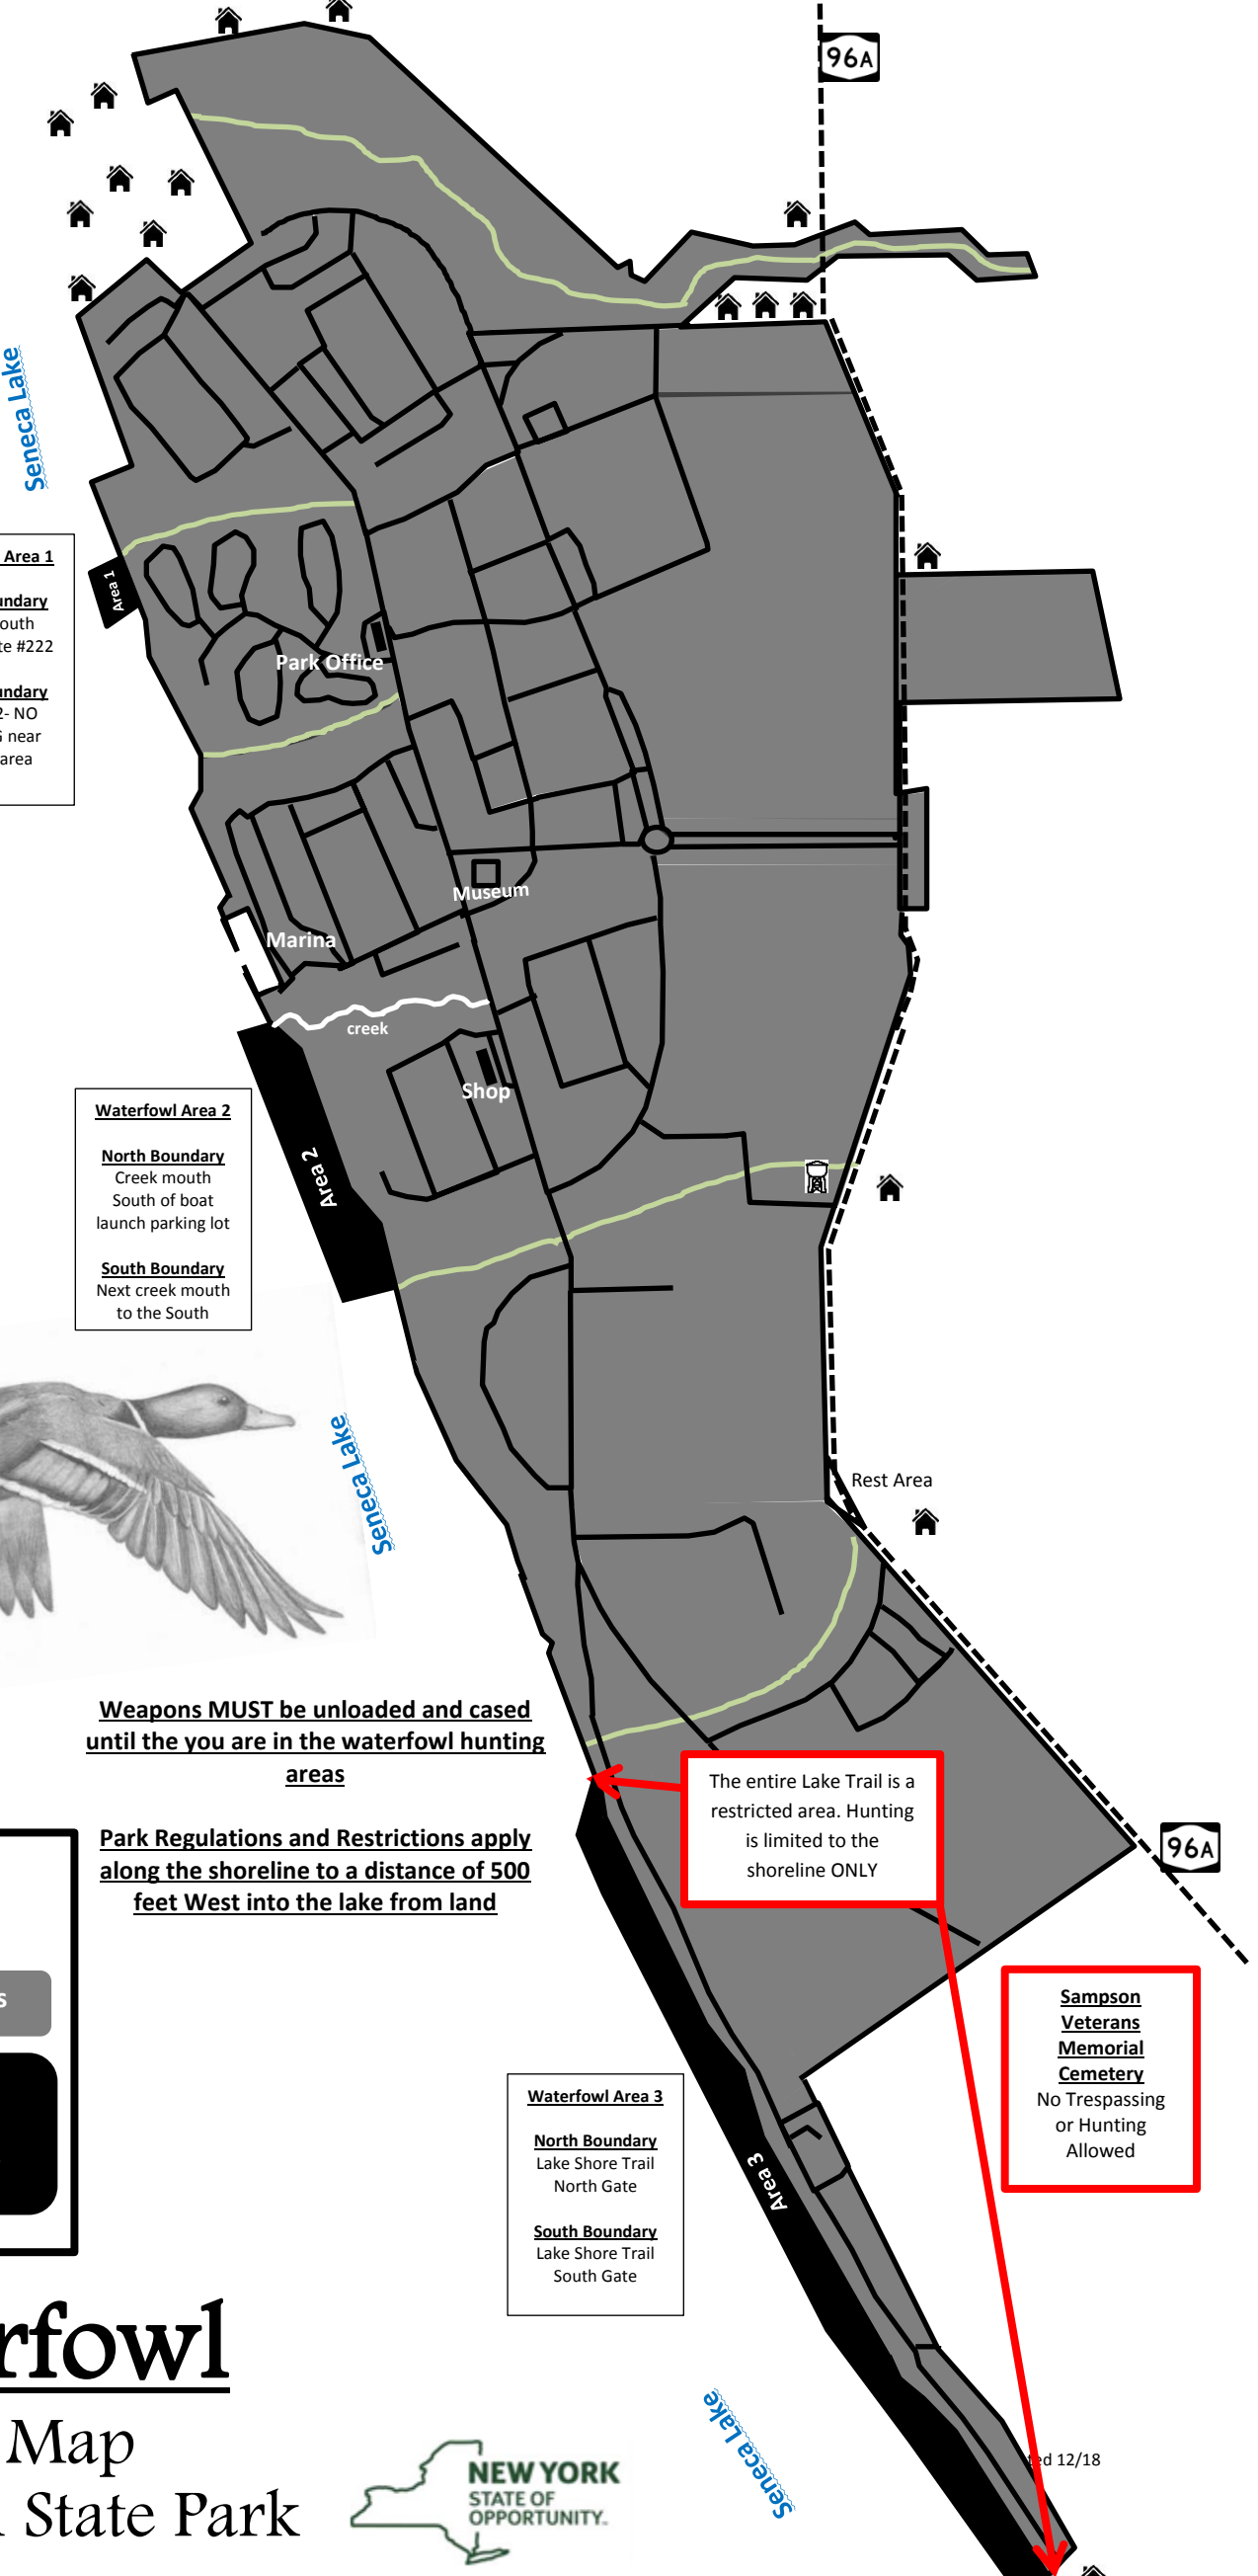 96A
Seneca Lake
Area 1
Area 1
undary
outh
te #222
undary
2- NO
G near
area
Park Office
Museum
Marina
creek
Shop
Waterfowl Area 2
North Boundary
Creek mouth
South of boat
launch parking lot
South Boundary
Next creek mouth
to the South
Area 2
Seneca Lake
Rest Area
Weapons MUST be unloaded and cased
until the you are in the waterfowl hunting
areas
Park Regulations and Restrictions apply
along the shoreline to a distance of 500
feet West into the lake from land
The entire Lake Trail is a
restricted area. Hunting
is limited to the
shoreline ONLY
96A
s
Sampson
Veterans
Memorial
Cemetery
No Trespassing
or Hunting
Allowed
Waterfowl Area 3
North Boundary
Lake Shore Trail
North Gate
South Boundary
Lake Shore Trail
South Gate
Area 3
rfowl
Map
State Park
Seneca Lake
NEW YORK
STATE OF
OPPORTUNITY.
ted 12/18